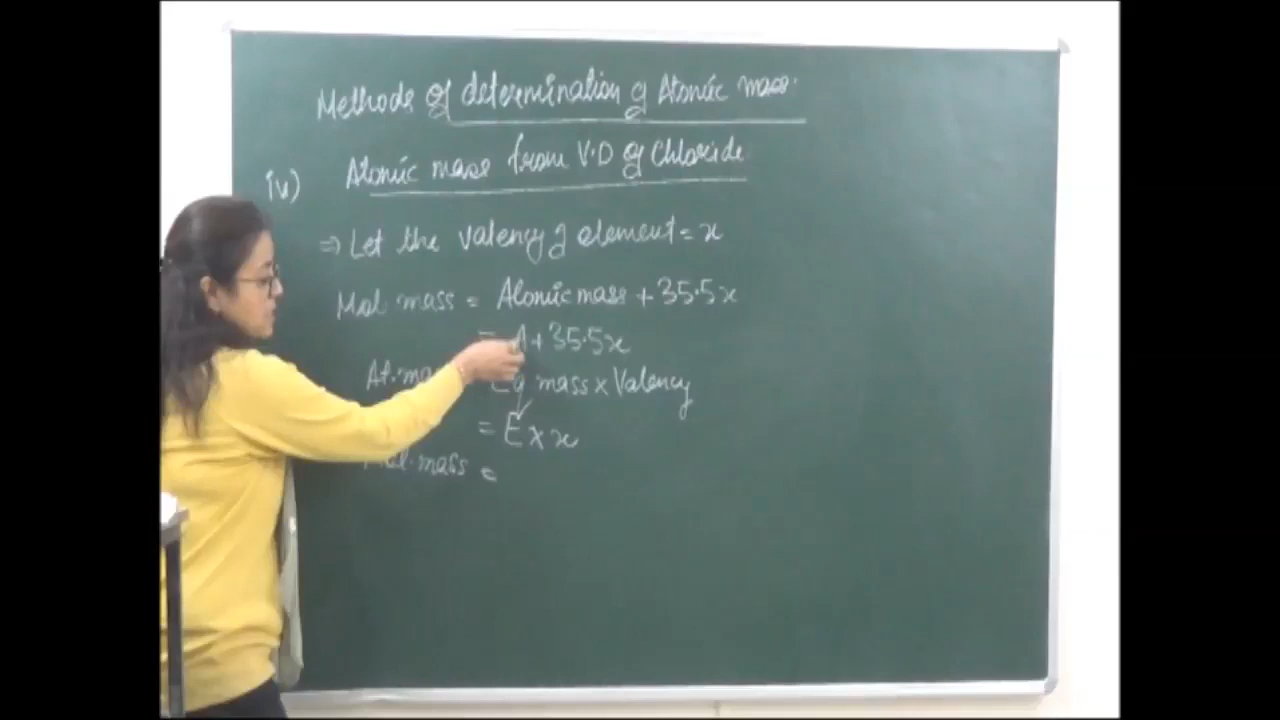 Methods of determination of Atomic mass.
iv) Atomic mass from V.D of Chloride
⇒ Let the valency of element = x
Mol. mass = Atomic mass + 35.5x
= A + 35.5x
At. mass Eq mass x Valency
= E x x
Mol. mass =